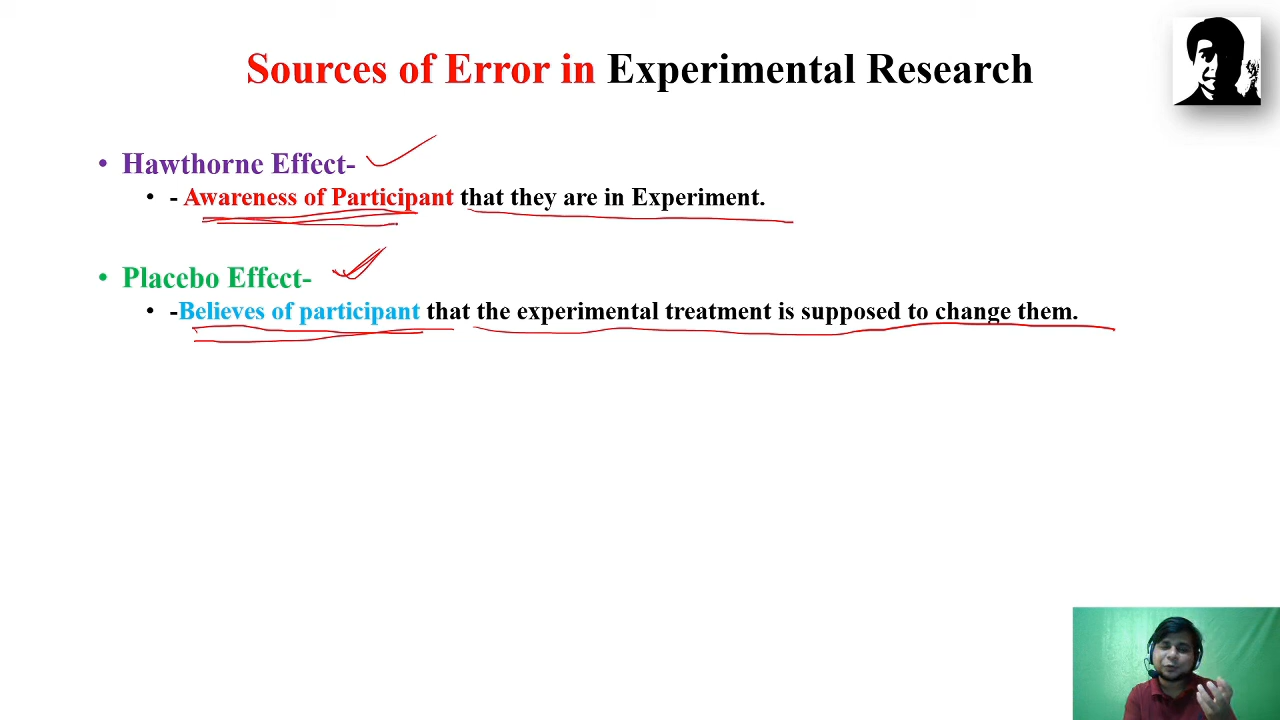 Sources of Error in Experimental Research
• Hawthorne Effect-
• - Awareness of Participant that they are in Experiment.
• Placebo Effect-
• -Believes of participant that the experimental treatment is supposed to change them.